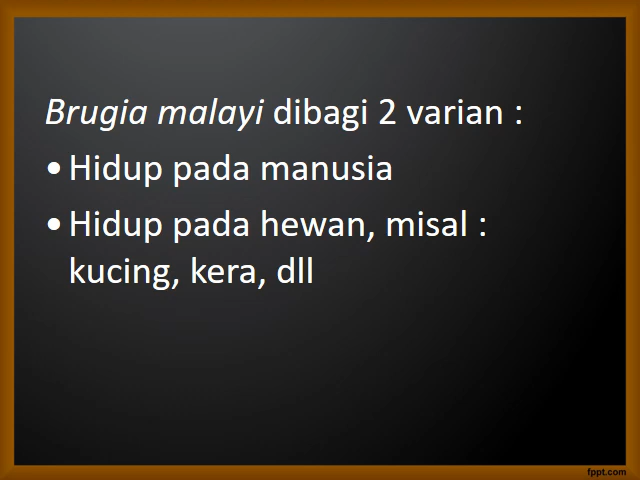 Brugia malayi dibagi 2 varian :
•Hidup pada manusia
•Hidup pada hewan, misal :
kucing, kera, dll
fppt.com